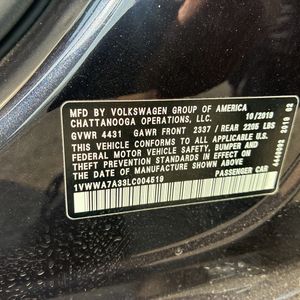 MFD BY VOLKSWAGEN GROUP OF AMERICA
CHATTANOOGA OPERATIONS, LLC. 10/2019
GVWR 4431 GAWR FRONT 2337 / REAR 2205 LBS
THIS VEHICLE CONFORMS TO ALL APPLICABLE
FEDERAL MOTOR VEHICLE SAFETY, BUMPER AND
THEFT PREVENTION STANDARDS IN EFFECT ON
THE DATE OF MANUFACTURE SHOWN ABOVE
1VWWA7A33LC004519 PASSENGER CAR
2019 02